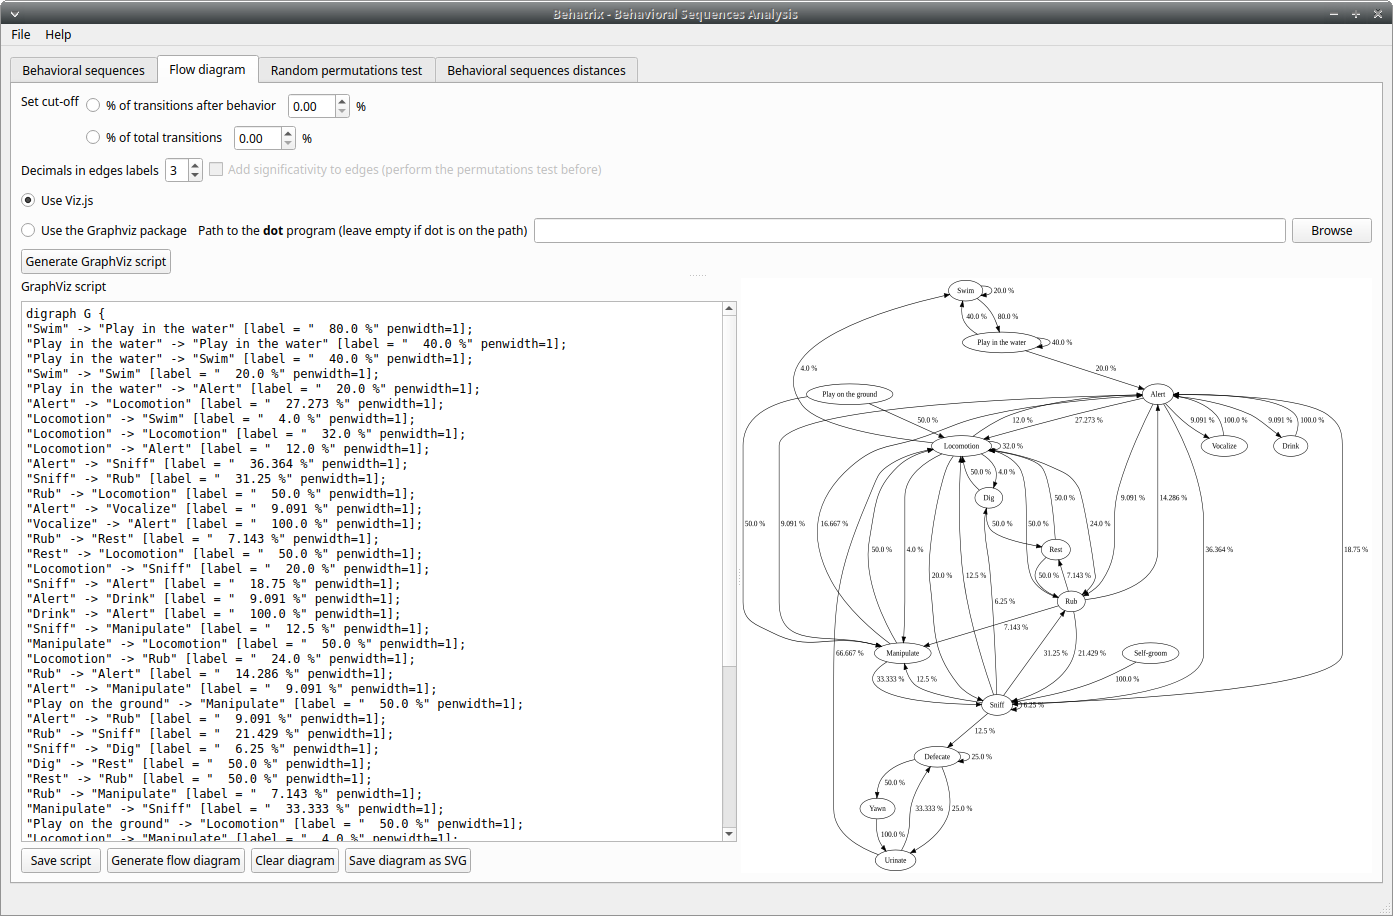 Behatrix - Behavioral Sequences Analysis
File Help
Behavioral sequences Flow diagram Random permutations test Behavioral sequences distances
Set cut-off % of transitions after behavior 0.00 %
% of total transitions 0.00 %
Decimals in edges labels 3 Add significativity to edges (perform the permutations test before)
Use Viz.js
Use the Graphviz package Path to the dot program (leave empty if dot is on the path) Browse
Generate GraphViz script
GraphViz script
digraph G {
"Swim" -> "Play in the water" [label = "  80.0 %" penwidth=1];
"Play in the water" -> "Play in the water" [label = "  40.0 %" penwidth=1];
"Play in the water" -> "Swim" [label = "  40.0 %" penwidth=1];
"Swim" -> "Swim" [label = "  20.0 %" penwidth=1];
"Play in the water" -> "Alert" [label = "  20.0 %" penwidth=1];
"Alert" -> "Locomotion" [label = "  27.273 %" penwidth=1];
"Locomotion" -> "Swim" [label = "  4.0 %" penwidth=1];
"Locomotion" -> "Locomotion" [label = "  32.0 %" penwidth=1];
"Locomotion" -> "Alert" [label = "  12.0 %" penwidth=1];
"Alert" -> "Sniff" [label = "  36.364 %" penwidth=1];
"Sniff" -> "Rub" [label = "  31.25 %" penwidth=1];
"Rub" -> "Locomotion" [label = "  50.0 %" penwidth=1];
"Alert" -> "Vocalize" [label = "  9.091 %" penwidth=1];
"Vocalize" -> "Alert" [label = "  100.0 %" penwidth=1];
"Rub" -> "Rest" [label = "  7.143 %" penwidth=1];
"Rest" -> "Locomotion" [label = "  50.0 %" penwidth=1];
"Locomotion" -> "Sniff" [label = "  20.0 %" penwidth=1];
"Sniff" -> "Alert" [label = "  18.75 %" penwidth=1];
"Alert" -> "Drink" [label = "  9.091 %" penwidth=1];
"Drink" -> "Alert" [label = "  100.0 %" penwidth=1];
"Sniff" -> "Manipulate" [label = "  12.5 %" penwidth=1];
"Manipulate" -> "Locomotion" [label = "  50.0 %" penwidth=1];
"Locomotion" -> "Rub" [label = "  24.0 %" penwidth=1];
"Rub" -> "Alert" [label = "  14.286 %" penwidth=1];
"Alert" -> "Manipulate" [label = "  9.091 %" penwidth=1];
"Play on the ground" -> "Manipulate" [label = "  50.0 %" penwidth=1];
"Alert" -> "Rub" [label = "  9.091 %" penwidth=1];
"Rub" -> "Sniff" [label = "  21.429 %" penwidth=1];
"Sniff" -> "Dig" [label = "  6.25 %" penwidth=1];
"Dig" -> "Rest" [label = "  50.0 %" penwidth=1];
"Rest" -> "Rub" [label = "  50.0 %" penwidth=1];
"Rub" -> "Manipulate" [label = "  7.143 %" penwidth=1];
"Manipulate" -> "Sniff" [label = "  33.333 %" penwidth=1];
"Play on the ground" -> "Locomotion" [label = "  50.0 %" penwidth=1];
"Locomotion" -> "Manipulate" [label = "  4.0 %" penwidth=1];
Save script Generate flow diagram Clear diagram Save diagram as SVG
Swim 20.0 %
40.0 % 80.0 %
Play in the water 40.0 %
4.0 % 20.0 %
Play on the ground Alert
50.0 % 12.0 % 27.273 % 9.091 % 100.0 % 9.091 % 100.0 %
Locomotion 32.0 % Vocalize Drink
50.0 % 4.0 %
Dig 50.0 % 9.091 % 14.286 %
50.0 % 9.091 % 16.667 % 50.0 % 50.0 % 24.0 %
50.0 % 4.0 % Rest 36.364 % 18.75 %
20.0 % 12.5 % 50.0 % 7.143 %
6.25 % Rub
7.143 %
66.667 % Manipulate 31.25 % 21.429 % Self-groom
33.333 % 12.5 % 100.0 %
Sniff 6.25 %
12.5 %
Defecate 25.0 %
50.0 %
Yawn 33.333 % 25.0 %
100.0 %
Urinate